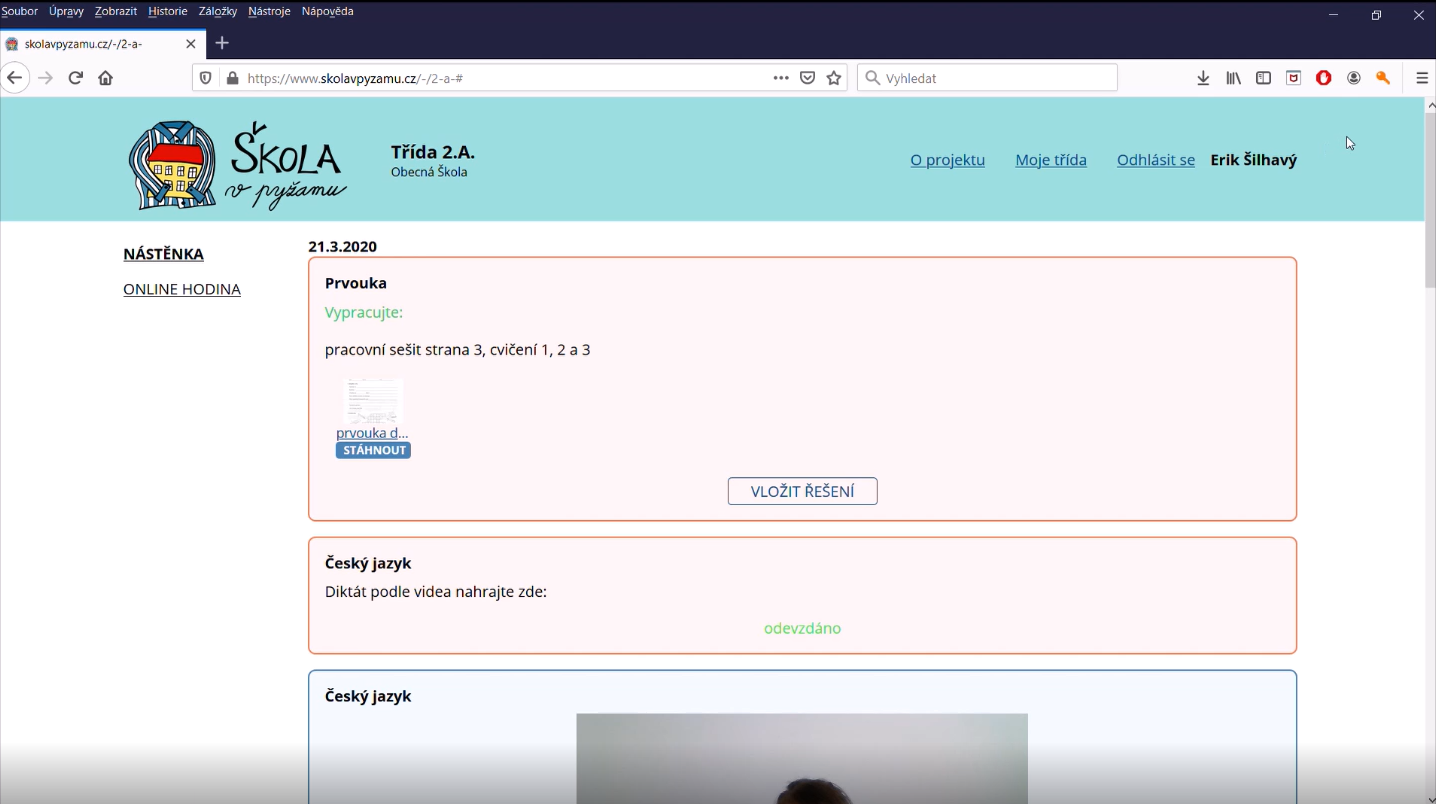 Soubor Úpravy Zobrazit Historie Záložky Nástroje Nápověda
skolavpyzamu.cz/-/2-a-
https://www.skolavpyzamu.cz/-/2-a-#
Vyhledat
Škola
v pyžamu
Třída 2.A.
Obecná Škola
O projektu Moje třída Odhlásit se Erik Šilhavý
NÁSTĚNKA
ONLINE HODINA
21.3.2020
Prvouka
Vypracujte:
pracovní sešit strana 3, cvičení 1, 2 a 3
prvouka d...
STÁHNOUT
VLOŽIT ŘEŠENÍ
Český jazyk
Diktát podle videa nahrajte zde:
odevzdáno
Český jazyk